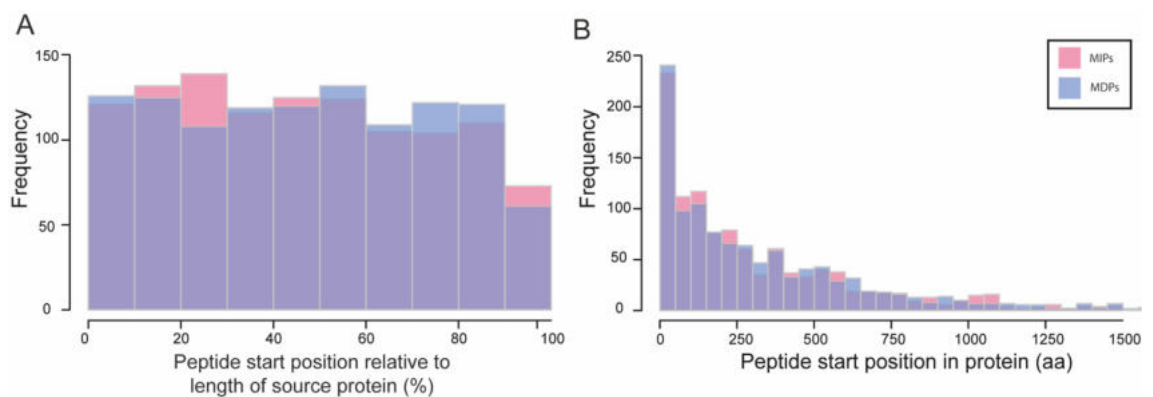 A
150
100
50
0
Frequency
0 20 40 60 80 100
Peptide start position relative to
length of source protein (%)
B
250
200
150
100
50
0
Frequency
0 250 500 750 1000 1250 1500
Peptide start position in protein (aa)
MIPs
MDPs